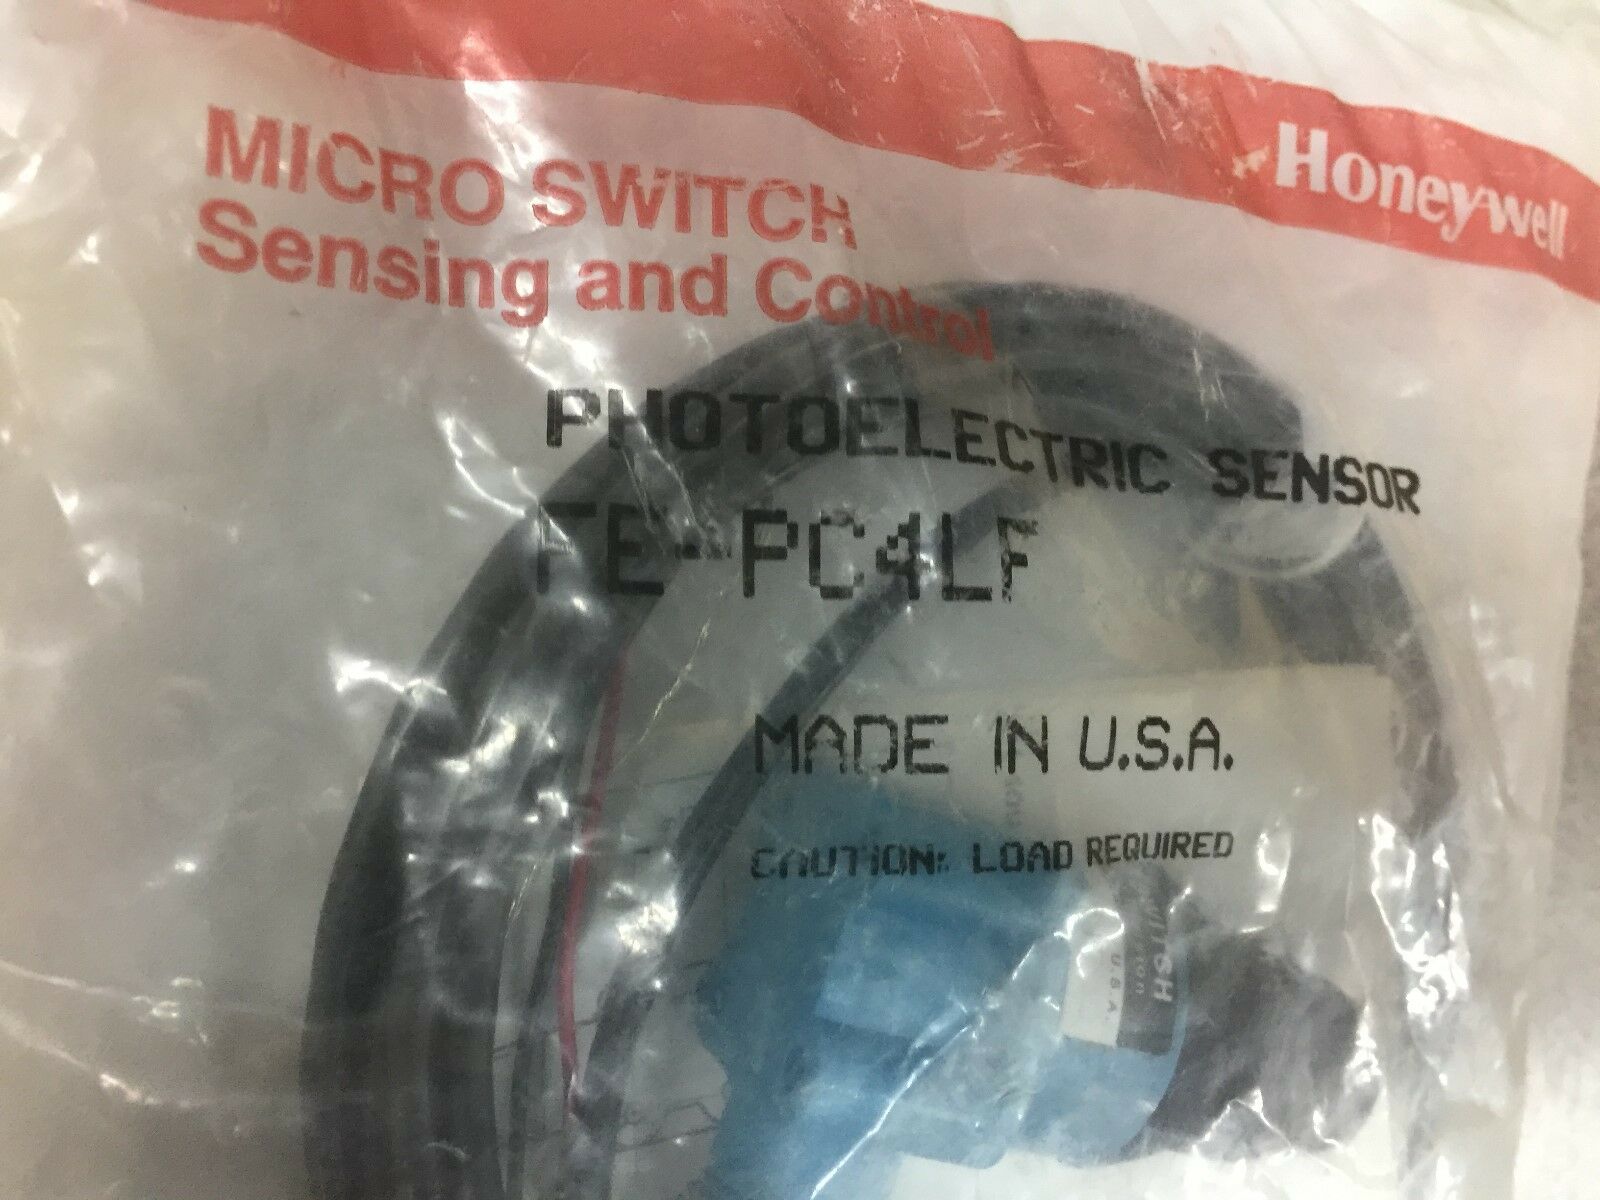 Honeywell
MICRO SWITCH
Sensing and Control
PHOTOELECTRIC SENSOR
FE-PC4LF
MADE IN U.S.A.
CAUTION: LOAD REQUIRED
U.S.A.